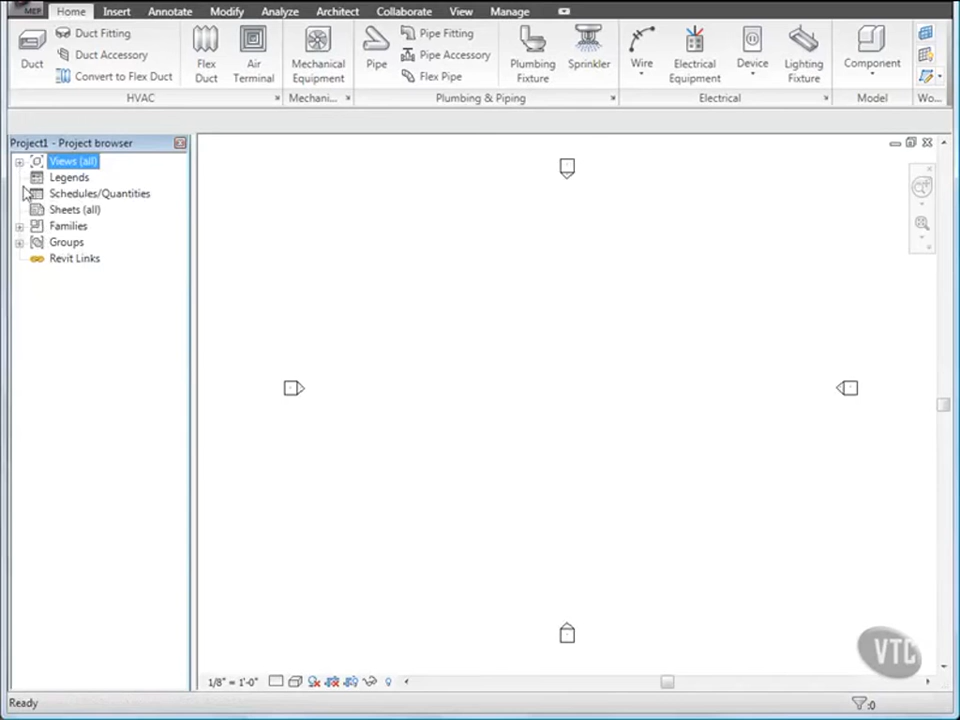 MEP
Home Insert Annotate Modify Analyze Architect Collaborate View Manage
Duct
Duct Fitting
Duct Accessory
Convert to Flex Duct
Flex Duct
Air Terminal
Mechanical Equipment
Pipe
Pipe Fitting
Pipe Accessory
Flex Pipe
Plumbing Fixture
Sprinkler
Wire
Electrical Equipment
Device
Lighting Fixture
Component
HVAC Mechani... Plumbing & Piping Electrical Model Wo...
Project1 - Project browser
Views (all)
Legends
Schedules/Quantities
Sheets (all)
Families
Groups
Revit Links
VTC
1/8" = 1'-0"
Ready
:0